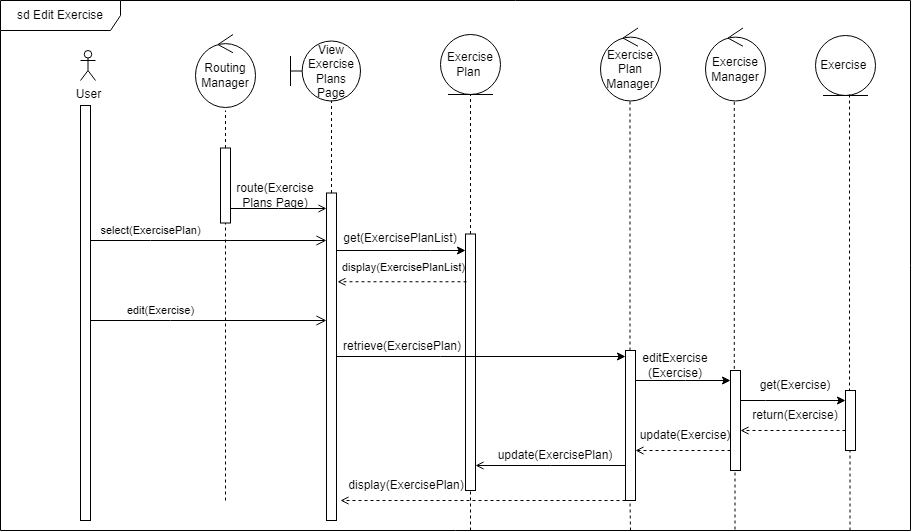 sd Edit Exercise
User
Routing
Manager
View
Exercise
Plans
Page
Exercise
Plan
Exercise
Plan
Manager
Exercise
Manager
Exercise
route(Exercise
Plans Page)
select(ExercisePlan)
get(ExercisePlanList)
display(ExercisePlanList)
edit(Exercise)
retrieve(ExercisePlan)
editExercise
(Exercise)
get(Exercise)
return(Exercise)
update(Exercise)
update(ExercisePlan)
display(ExercisePlan)